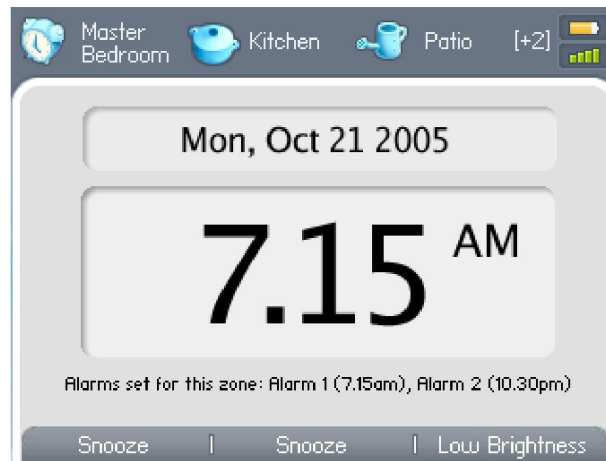 Master
Bedroom
Kitchen
Patio
[+2]
Mon, Oct 21 2005
7.15 AM
Alarms set for this zone: Alarm 1 (7.15am), Alarm 2 (10.30pm)
Snooze | Snooze | Low Brightness